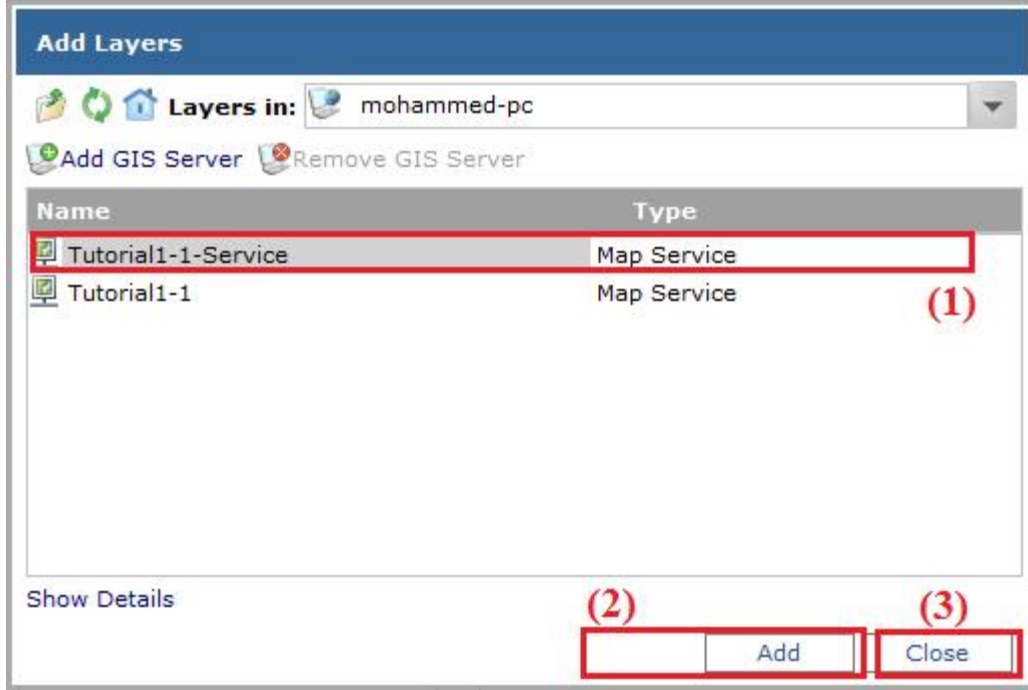 Add Layers
Layers in: mohammed-pc
Add GIS Server Remove GIS Server
Name Type
Tutorial1-1-Service Map Service
Tutorial1-1 Map Service
(1)
Show Details
(2) (3)
Add Close